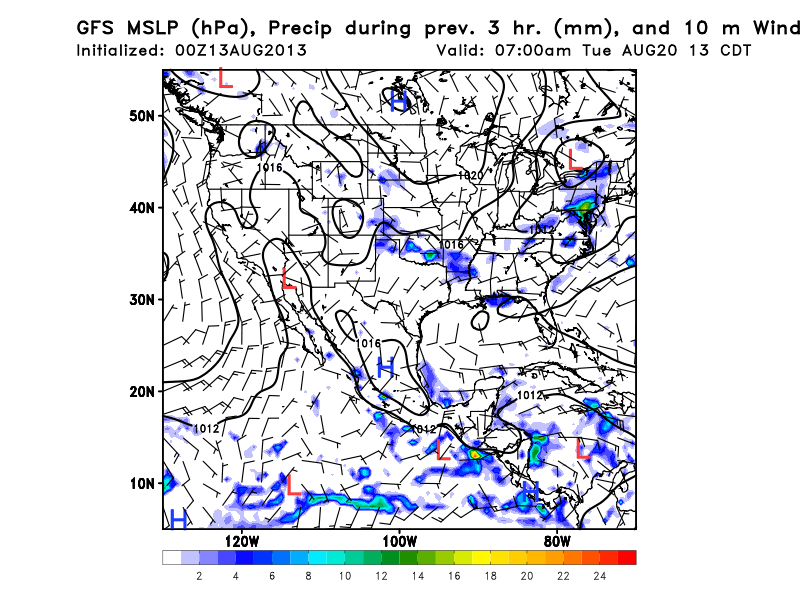 GFS MSLP (hPa), Precip during prev. 3 hr. (mm), and 10 m Wind
Initialized: 00Z13AUG2013 Valid: 07:00am Tue AUG20 13 CDT
L
H
50N
L
1016
1020
40N
1012
1016
L
30N
1016
H
20N
1012
1012
1012
L
L
10N
L
H
H
120W 100W 80W
2 4 6 8 10 12 14 16 18 20 22 24